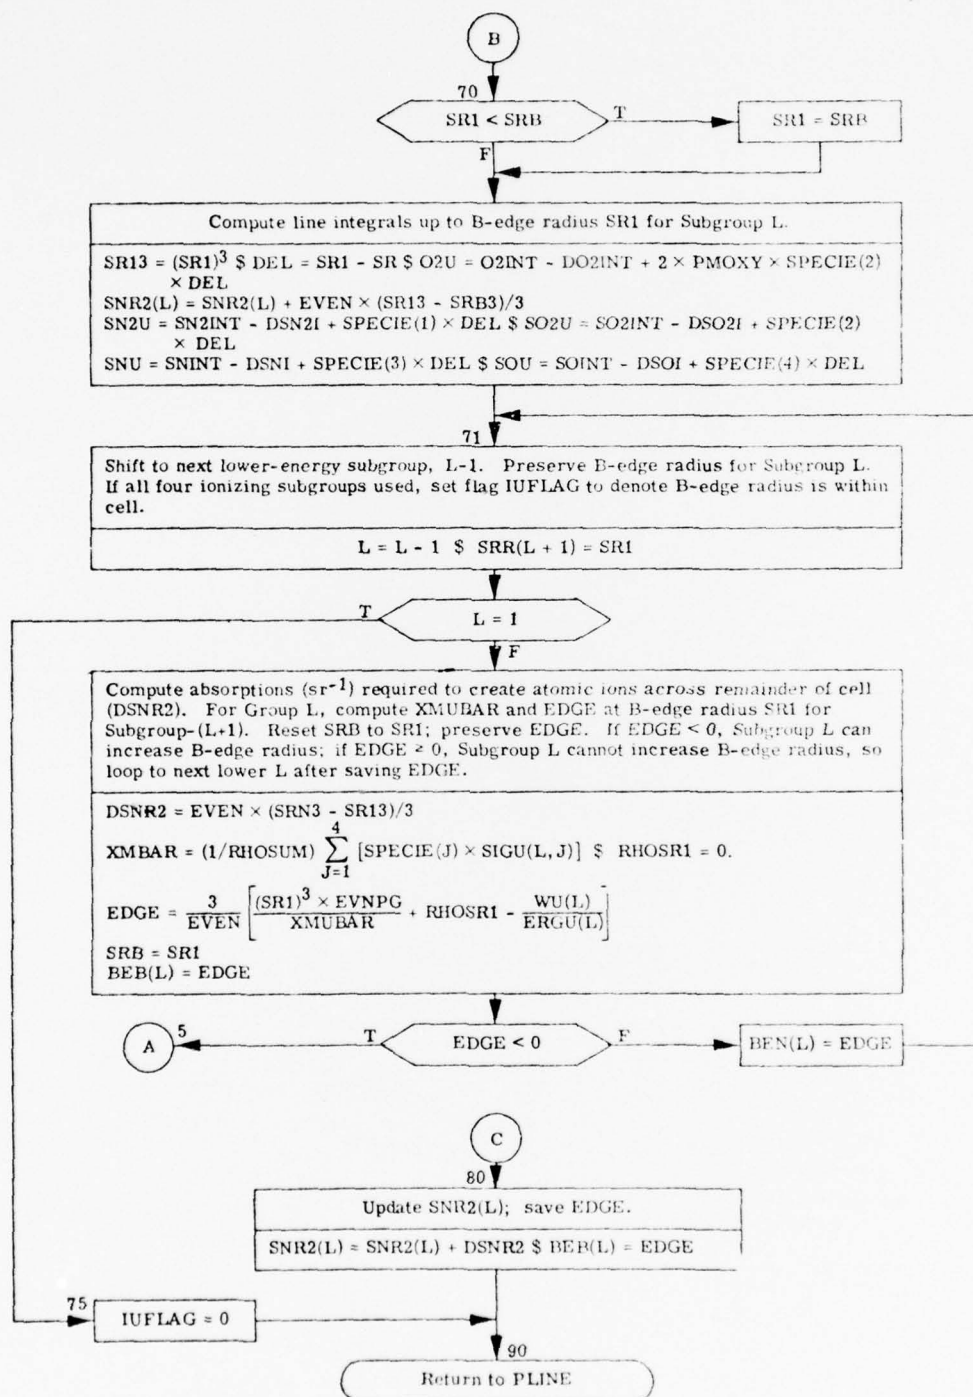 B
70
SR1 < SRB
T
SR1 = SRB
F
Compute line integrals up to B-edge radius SR1 for Subgroup L.
SR13 = (SR1)³ $ DEL = SR1 - SR $ O2U = O2INT - DO2INT + 2 × PMOXY × SPECIE(2)
× DEL
SNR2(L) = SNR2(L) + EVEN × (SR13 - SRB3)/3
SN2U = SN2INT - DSN2I + SPECIE(1) × DEL $ SO2U = SO2INT - DSO2I + SPECIE(2)
× DEL
SNU = SNINT - DSNI + SPECIE(3) × DEL $ SOU = SOINT - DSOI + SPECIE(4) × DEL
71
Shift to next lower-energy subgroup, L-1. Preserve B-edge radius for Subgroup L.
If all four ionizing subgroups used, set flag IUFLAG to denote B-edge radius is within
cell.
L = L - 1 $ SRR(L + 1) = SR1
T
L = 1
F
Compute absorptions (sr⁻¹) required to create atomic ions across remainder of cell
(DSNR2). For Group L, compute XMUBAR and EDGE at B-edge radius SR1 for
Subgroup-(L+1). Reset SRB to SR1; preserve EDGE. If EDGE < 0, Subgroup L can
increase B-edge radius; if EDGE ≥ 0, Subgroup L cannot increase B-edge radius, so
loop to next lower L after saving EDGE.
DSNR2 = EVEN × (SRN3 - SR13)/3
XMBAR = (1/RHOSUM) 4∑J=1 [SPECIE(J) × SIGU(L,J)] $ RHOSR1 = 0.
EDGE = 3/EVEN [(SR1)³ × EVNPG/XMUBAR + RHOSR1 - WU(L)/ERGU(L)]
SRB = SR1
BEB(L) = EDGE
A
5
T
EDGE < 0
F
BEN(L) = EDGE
C
80
Update SNR2(L); save EDGE.
SNR2(L) = SNR2(L) + DSNR2 $ BEB(L) = EDGE
75
IUFLAG = 0
90
Return to PLINE